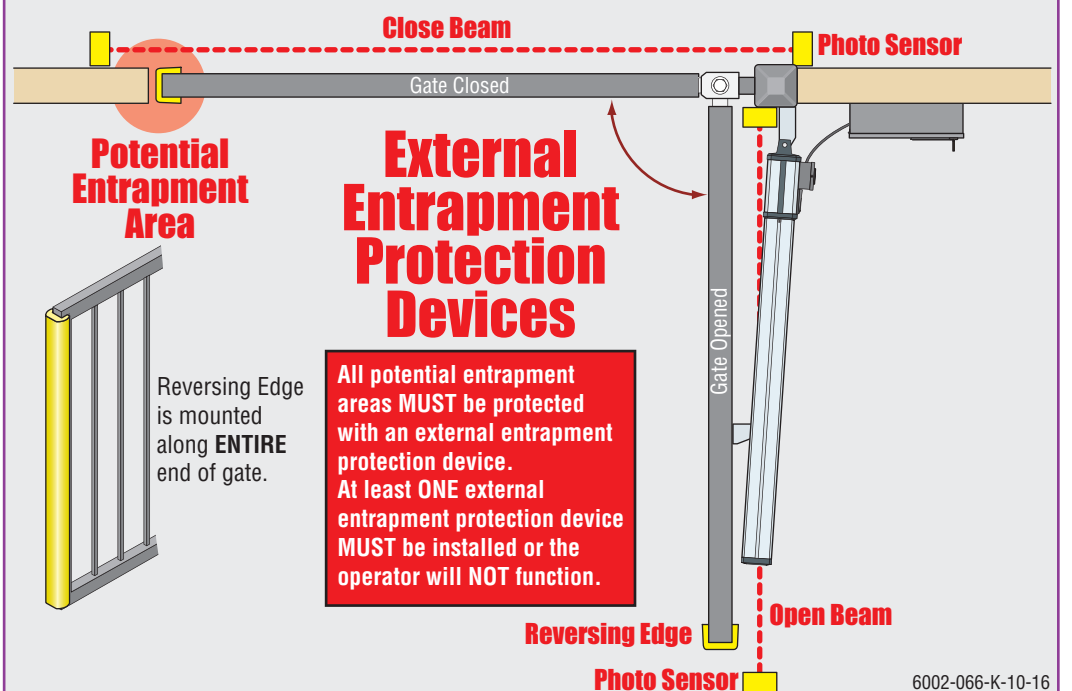 Close Beam
Photo Sensor
Gate Closed
Potential
Entrapment
Area
External
Entrapment
Protection
Devices
Gate Opened
Reversing Edge
is mounted
along ENTIRE
end of gate.
All potential entrapment
areas MUST be protected
with an external entrapment
protection device.
At least ONE external
entrapment protection device
MUST be installed or the
operator will NOT function.
Open Beam
Reversing Edge
Photo Sensor
6002-066-K-10-16